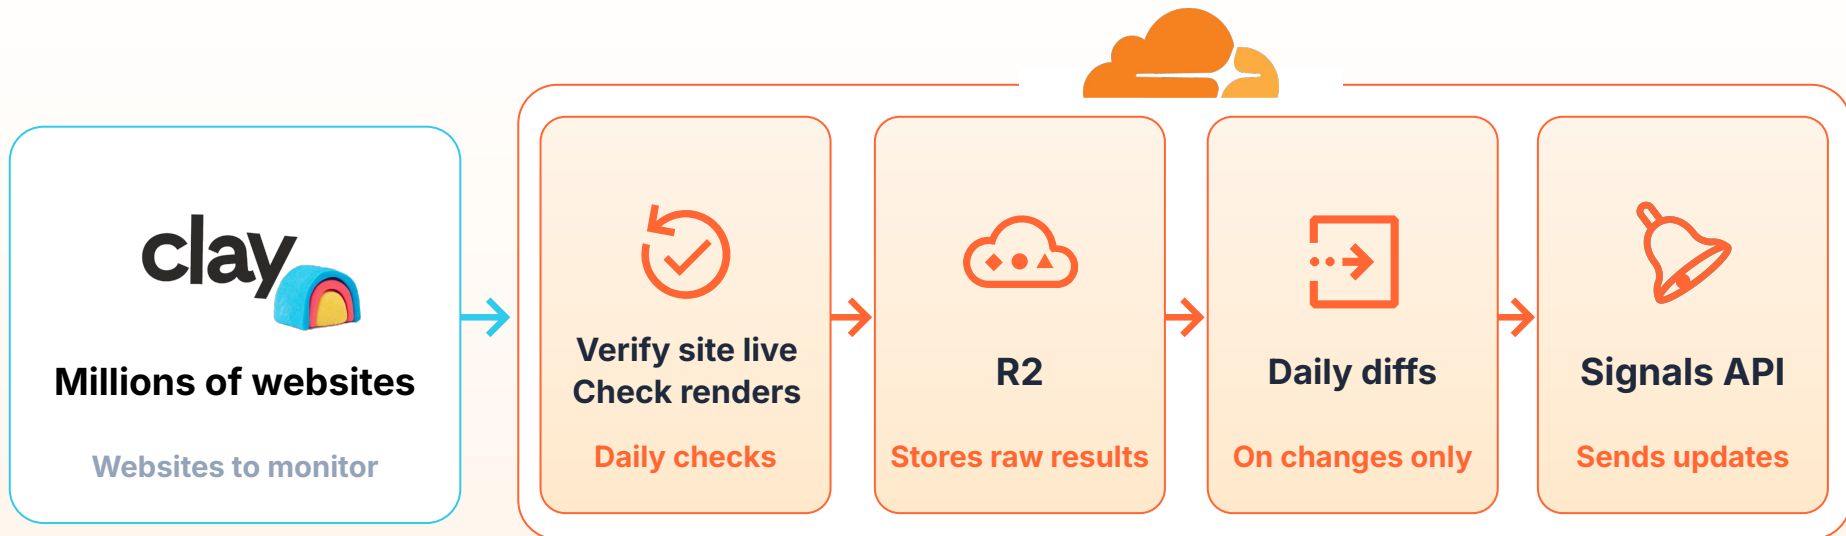 clay
Millions of websites
Websites to monitor
Verify site live
Check renders
Daily checks
R2
Stores raw results
Daily diffs
On changes only
Signals API
Sends updates